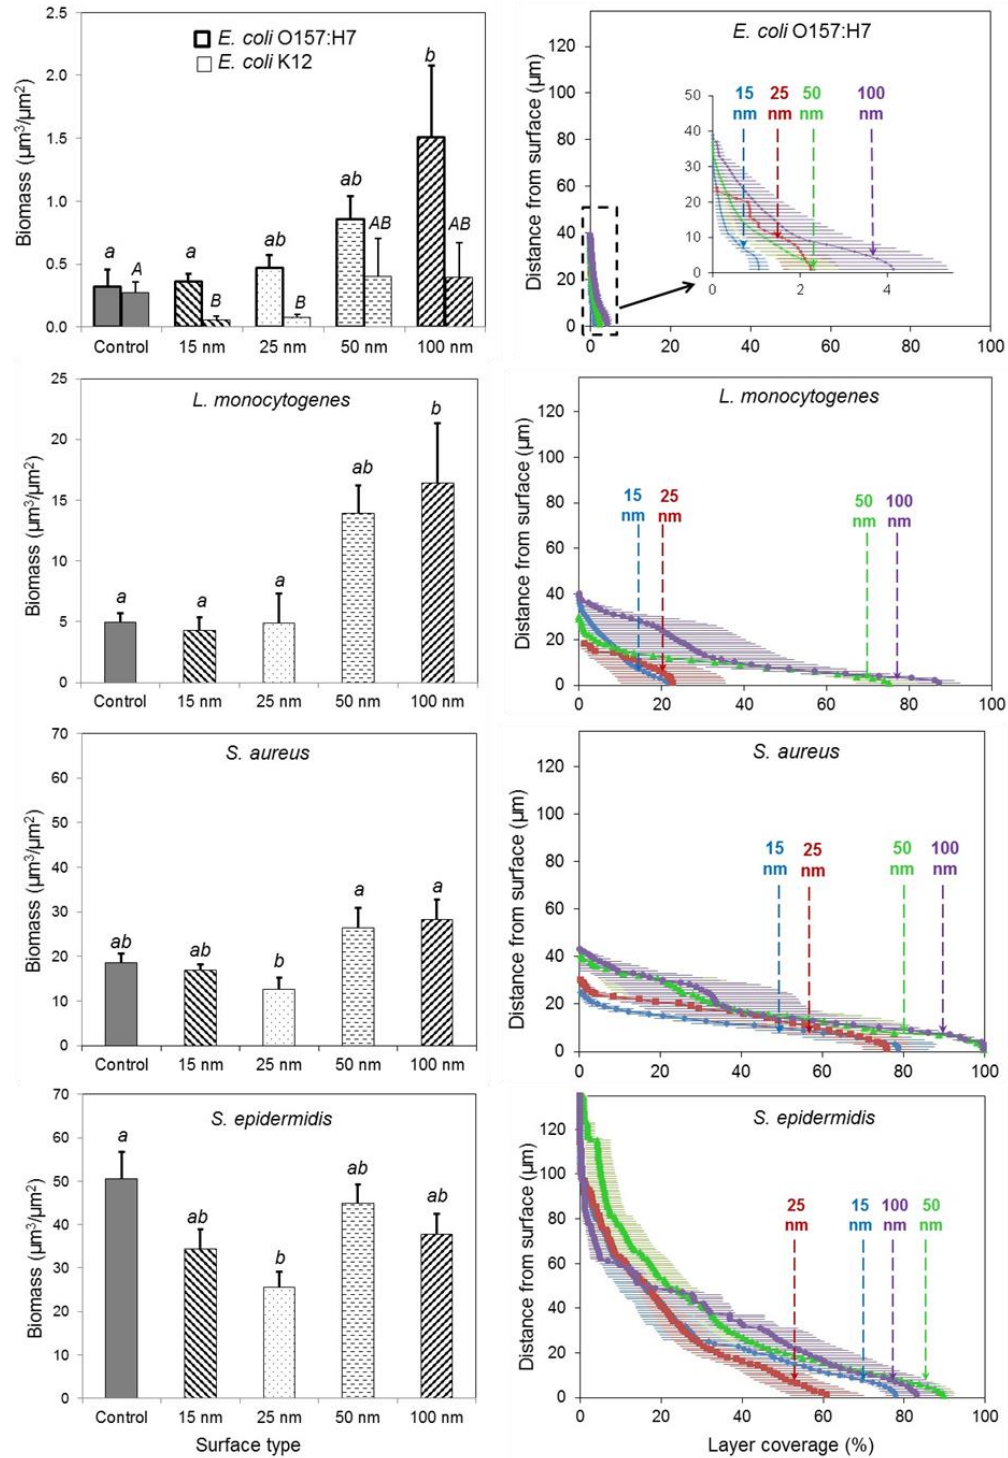 2.5
2.0
1.5
1.0
0.5
0.0
Biomass (µm³/µm²)
E. coli O157:H7
E. coli K12
a
A
a
B
ab
B
ab
AB
b
AB
Control
15 nm
25 nm
50 nm
100 nm
E. coli O157:H7
120
100
80
60
40
20
0
Distance from surface (µm)
50
40
30
20
10
0
15 nm
25 nm
50 nm
100 nm
0
2
4
0
20
40
60
80
100
25
20
15
10
5
0
Biomass (µm³/µm²)
L. monocytogenes
a
a
a
ab
b
Control
15 nm
25 nm
50 nm
100 nm
L. monocytogenes
120
100
80
60
40
20
0
Distance from surface (µm)
15 nm
25 nm
50 nm
100 nm
0
20
40
60
80
100
70
60
50
40
30
20
10
0
Biomass (µm³/µm²)
S. aureus
ab
ab
b
a
a
Control
15 nm
25 nm
50 nm
100 nm
S. aureus
120
100
80
60
40
20
0
Distance from surface (µm)
15 nm
25 nm
50 nm
100 nm
0
20
40
60
80
100
70
60
50
40
30
20
10
0
Biomass (µm³/µm²)
S. epidermidis
a
ab
b
ab
ab
Control
15 nm
25 nm
50 nm
100 nm
Surface type
S. epidermidis
120
100
80
60
40
20
0
Distance from surface (µm)
25 nm
15 nm
100 nm
50 nm
0
20
40
60
80
100
Layer coverage (%)